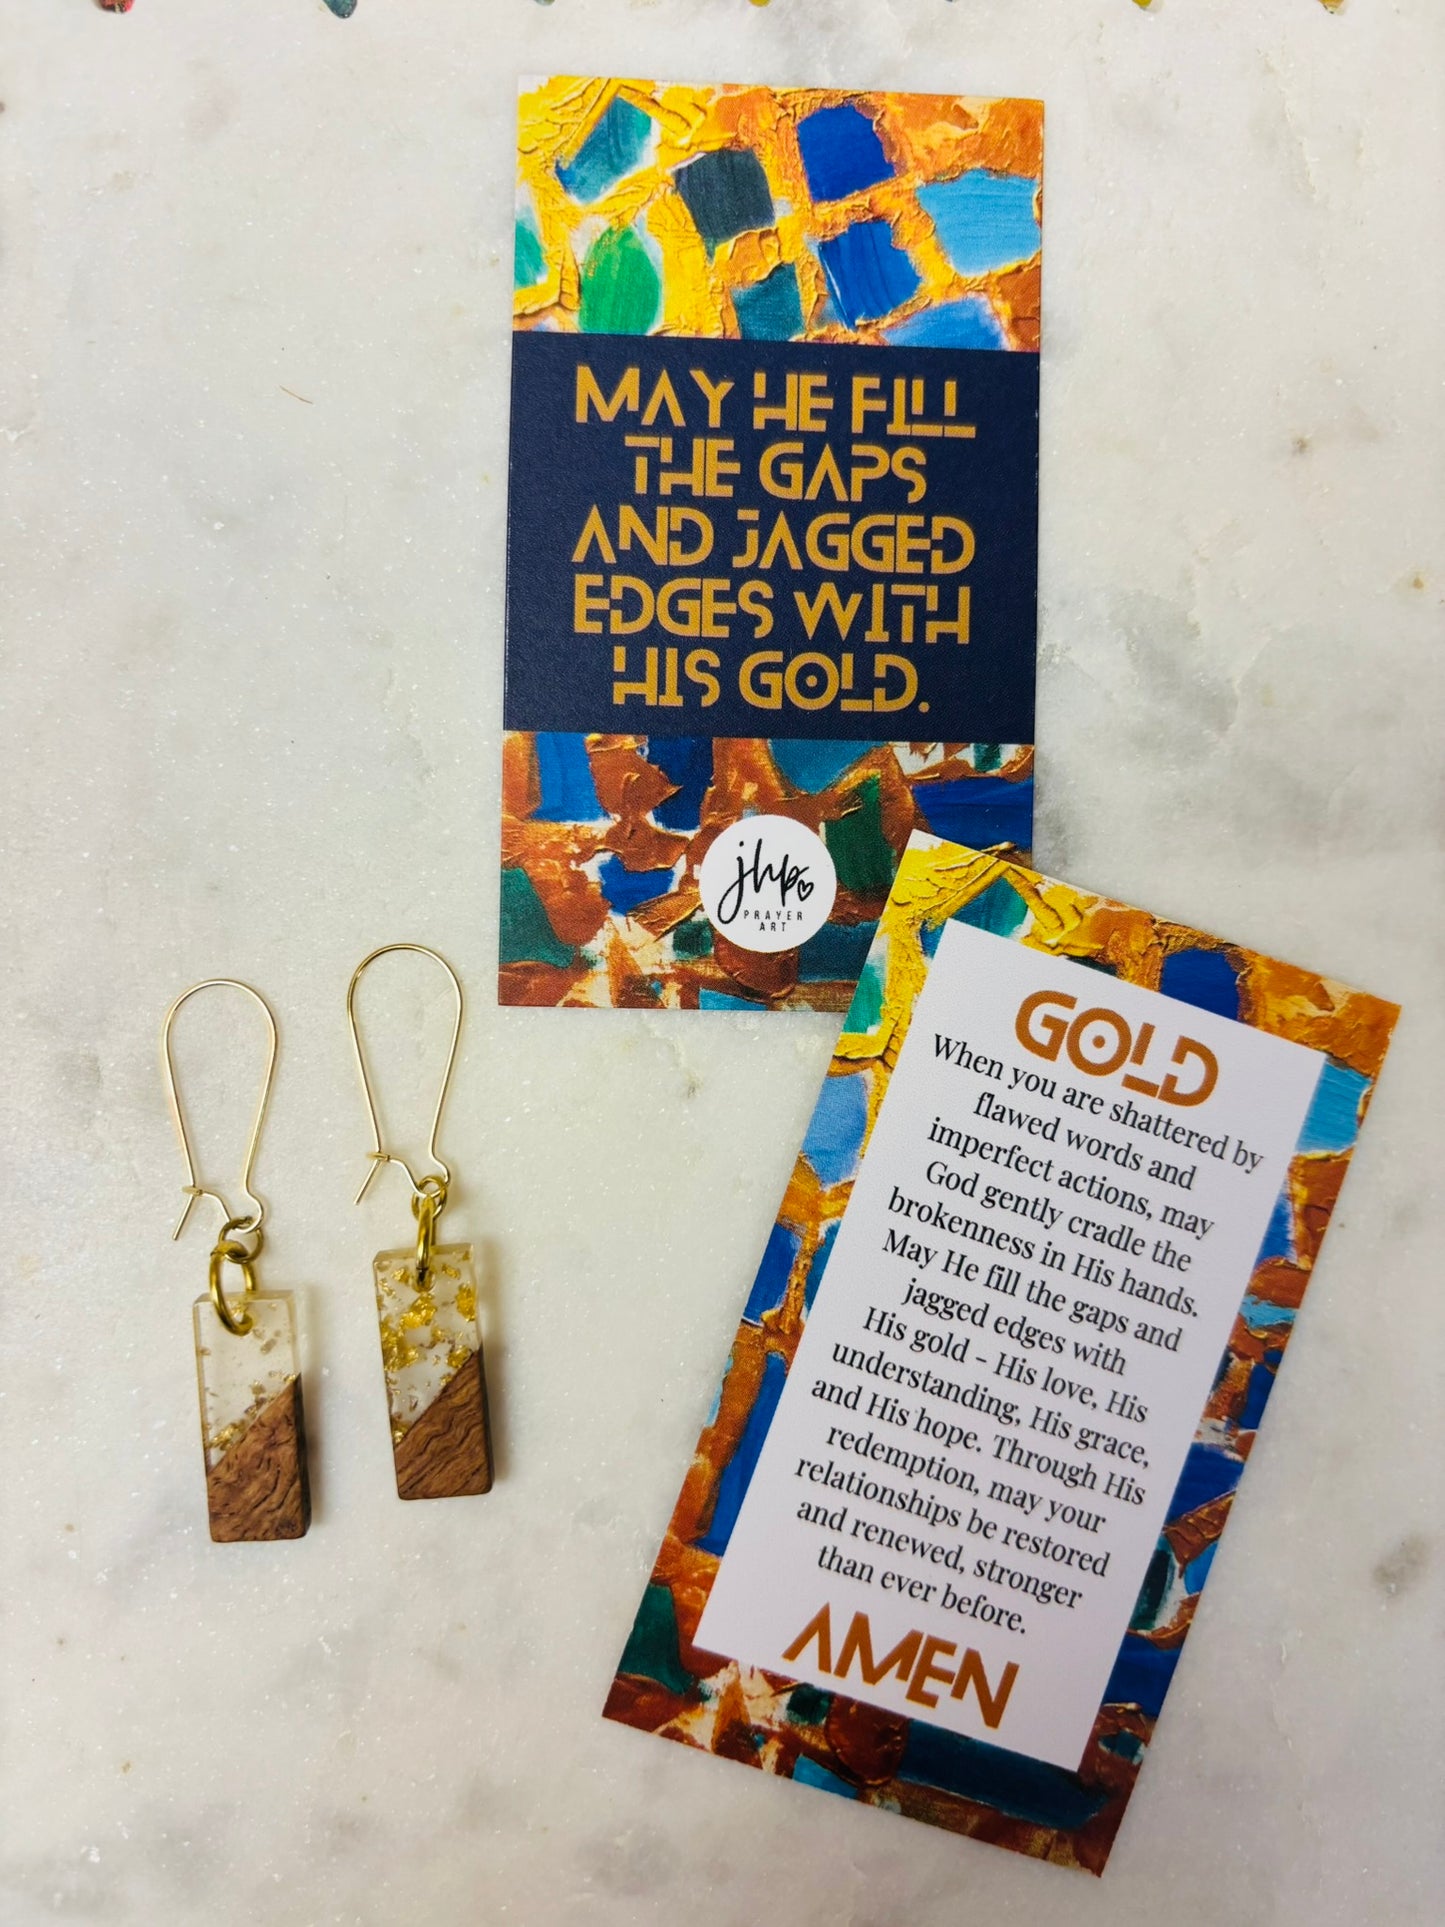 MAY HE FILL
THE GAPS
AND JAGGED
EDGES WITH
HIS GOLD.
jhp
PRAYER
ART
GOLD
When you are shattered by
flawed words and
imperfect actions, may
God gently cradle the
brokenness in His hands.
May He fill the gaps and
jagged edges with
His gold - His love, His
understanding, His grace,
and His hope. Through His
redemption, may your
relationships be restored
and renewed, stronger
than ever before.
AMEN